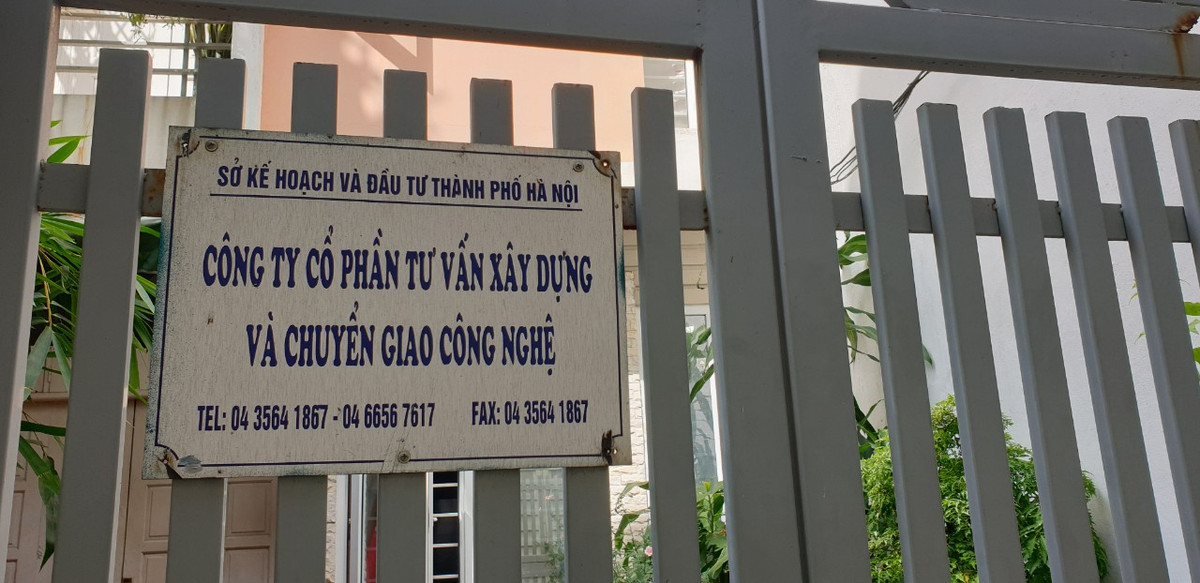 SỞ KẾ HOẠCH VÀ ĐẦU TƯ THÀNH PHỐ HÀ NỘI
CÔNG TY CỔ PHẦN TƯ VẤN XÂY DỰNG
VÀ CHUYỂN GIAO CÔNG NGHỆ
TEL: 04 3564 1867 - 04 6656 7617 FAX: 04 3564 1867